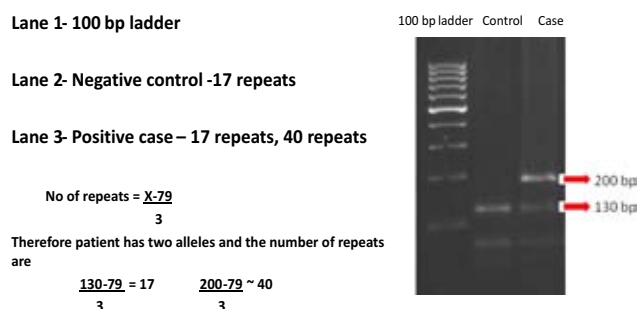 Lane 1- 100 bp ladder
Lane 2- Negative control -17 repeats
Lane 3- Positive case – 17 repeats, 40 repeats
No of repeats = X-79
3
Therefore patient has two alleles and the number of repeats
are
130-79 = 17 200-79 ~ 40
3 3
100 bp ladder Control Case
200 bps
130 bps